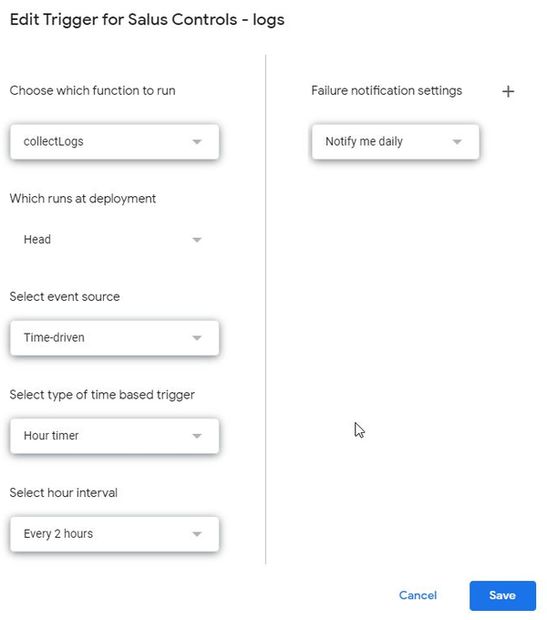 Edit Trigger for Salus Controls - logs
Choose which function to run
collectLogs
Which runs at deployment
Head
Select event source
Time-driven
Select type of time based trigger
Hour timer
Select hour interval
Every 2 hours
Failure notification settings +
Notify me daily
Cancel
Save